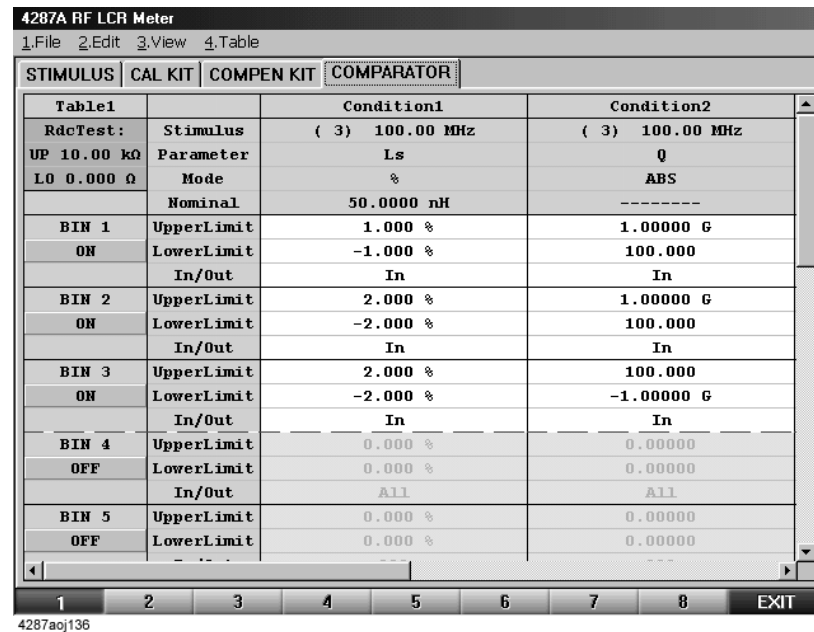 4287A RF LCR Meter
1.File 2.Edit 3.View 4.Table
STIMULUS CAL KIT COMPEN KIT COMPARATOR
Table1 Condition1 Condition2
RdcTest: Stimulus ( 3) 100.00 MHz ( 3) 100.00 MHz
UP 10.00 kΩ Parameter Ls Q
LO 0.000 Ω Mode % ABS
Nominal 50.0000 nH --------
BIN 1 UpperLimit 1.000 % 1.00000 G
ON LowerLimit -1.000 % 100.000
In/Out In In
BIN 2 UpperLimit 2.000 % 1.00000 G
ON LowerLimit -2.000 % 100.000
In/Out In In
BIN 3 UpperLimit 2.000 % 100.000
ON LowerLimit -2.000 % -1.00000 G
In/Out In In
BIN 4 UpperLimit 0.000 % 0.00000
OFF LowerLimit 0.000 % 0.00000
In/Out All All
BIN 5 UpperLimit 0.000 % 0.00000
OFF LowerLimit 0.000 % 0.00000
1 2 3 4 5 6 7 8 EXIT
4287aoj136